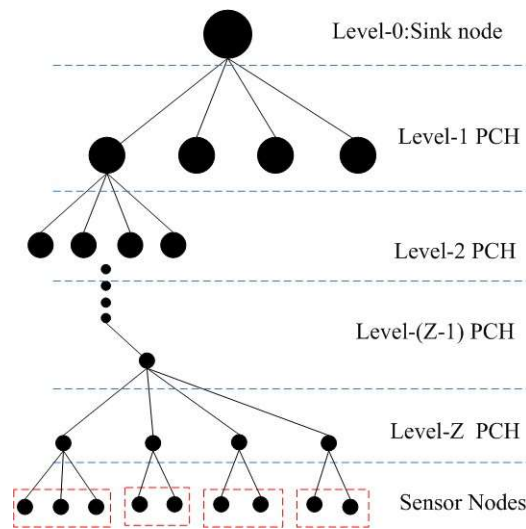 Level-0:Sink node
Level-1 PCH
Level-2 PCH
Level-(Z-1) PCH
Level-Z PCH
Sensor Nodes